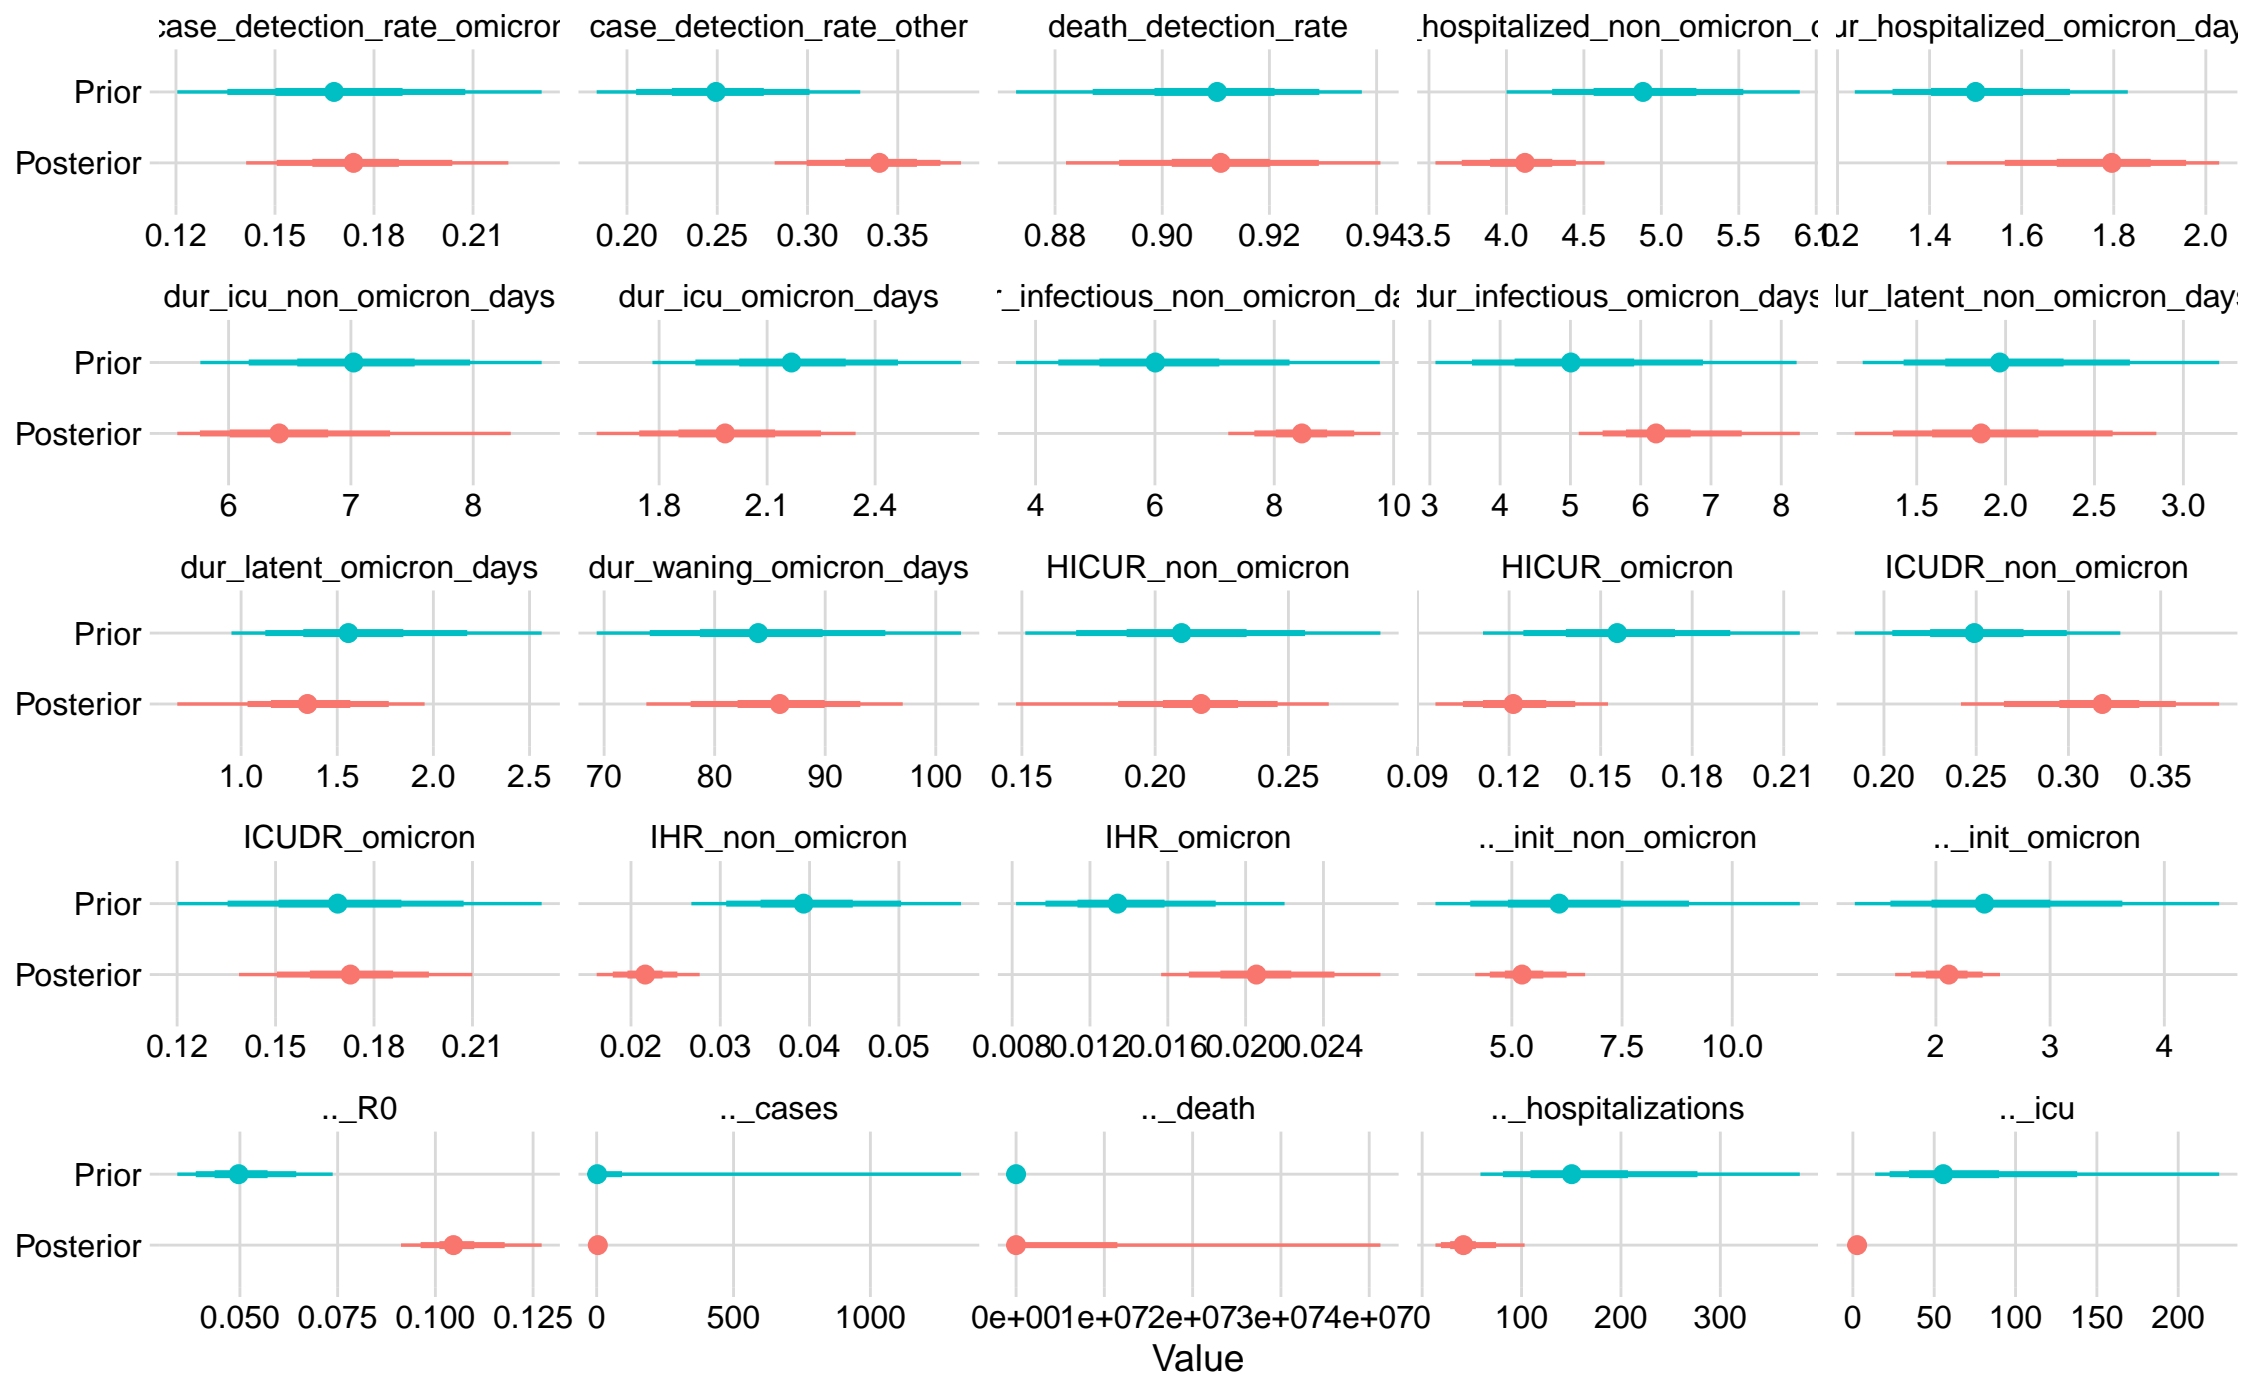 case_detection_rate_omicron case_detection_rate_other death_detection_rate _hospitalized_non_omicron_d ur_hospitalized_omicron_day
Prior
Posterior
0.12 0.15 0.18 0.21 0.20 0.25 0.30 0.35 0.88 0.90 0.92 0.94 3.5 4.0 4.5 5.0 5.5 6.0 1.2 1.4 1.6 1.8 2.0
dur_icu_non_omicron_days dur_icu_omicron_days r_infectious_non_omicron_da dur_infectious_omicron_days dur_latent_non_omicron_days
Prior
Posterior
6 7 8 1.8 2.1 2.4 4 6 8 10 3 4 5 6 7 8 1.5 2.0 2.5 3.0
dur_latent_omicron_days dur_waning_omicron_days HICUR_non_omicron HICUR_omicron ICUDR_non_omicron
Prior
Posterior
1.0 1.5 2.0 2.5 70 80 90 100 0.15 0.20 0.25 0.09 0.12 0.15 0.18 0.21 0.20 0.25 0.30 0.35
ICUDR_omicron IHR_non_omicron IHR_omicron .._init_non_omicron .._init_omicron
Prior
Posterior
0.12 0.15 0.18 0.21 0.02 0.03 0.04 0.05 0.008 0.012 0.016 0.020 0.024 5.0 7.5 10.0 2 3 4
.._R0 .._cases .._death .._hospitalizations .._icu
Prior
Posterior
0.050 0.075 0.100 0.125 0 500 1000 0e+00 1e+07 2e+07 3e+07 4e+07 0 100 200 300 0 50 100 150 200
Value